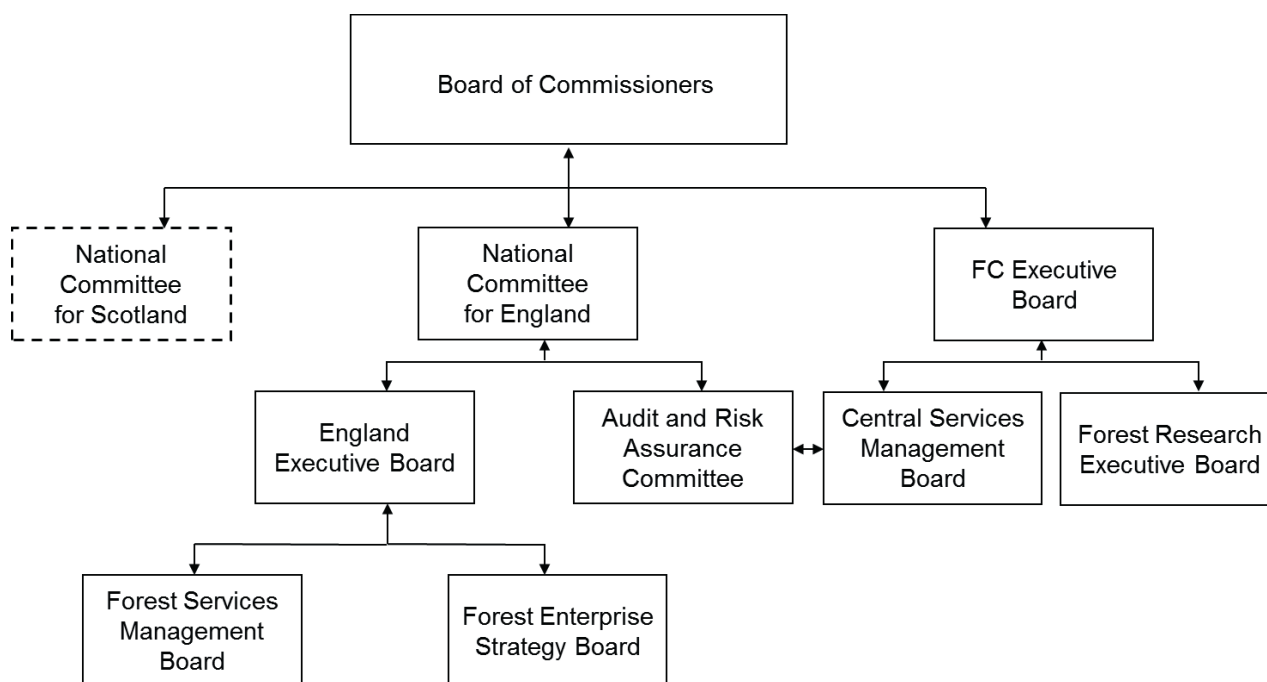 Board of Commissioners
National
Committee
for Scotland
National
Committee
for England
FC Executive
Board
England
Executive Board
Audit and Risk
Assurance
Committee
Central Services
Management
Board
Forest Research
Executive Board
Forest Services
Management
Board
Forest Enterprise
Strategy Board